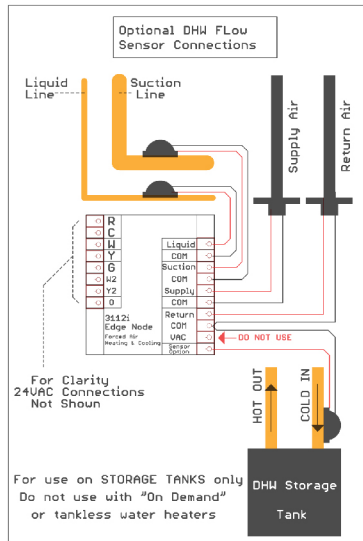 Optional DHW FLow
Sensor Connections
Liquid
Line
Suction
Line
Supply Air
Return Air
R
C
W
Y
G
W2
Y2
O
Liquid
COM
Suction
COM
Supply
COM
Return
COM
VAC
Sensor
Option
3112i
Edge Node
Forced Air
Heating & Cooling
DO NOT USE
For Clarity
24VAC Connections
Not Shown
HOT OUT
COLD IN
For use on STORAGE TANKS only
Do not use with "On Demand"
or tankless water heaters
DHW Storage
Tank